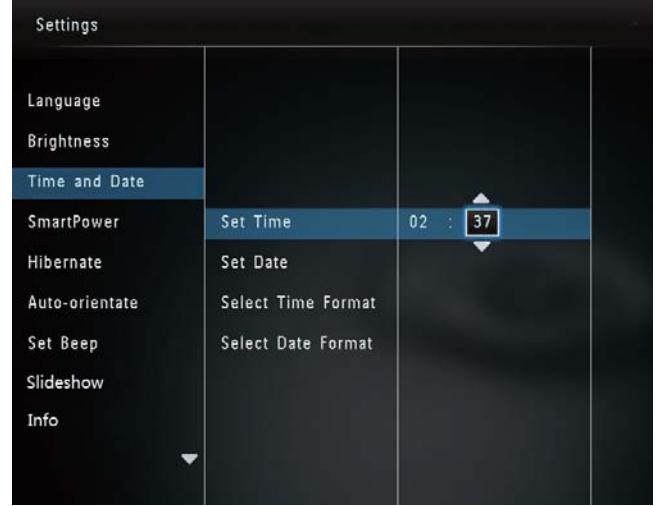 Settings
Language
Brightness
Time and Date
SmartPower
Set Time
02 : 37
Hibernate
Set Date
Auto-orientate
Select Time Format
Set Beep
Select Date Format
Slideshow
Info